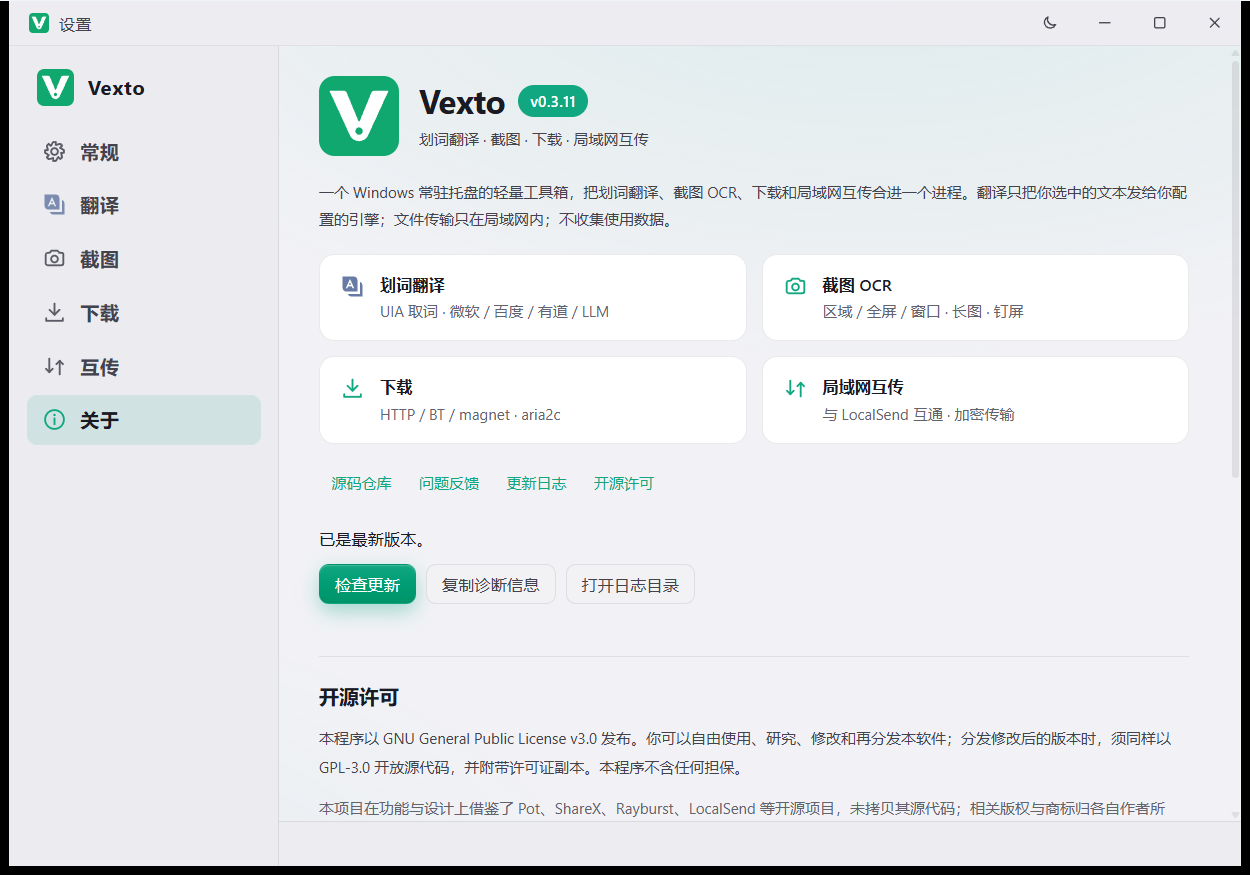 设置
Vexto
常规
翻译
截图
下载
互传
关于
Vexto v0.3.11
划词翻译 · 截图 · 下载 · 局域网互传
一个 Windows 常驻托盘的轻量工具箱，把划词翻译、截图 OCR、下载和局域网互传合进一个进程。翻译只把你选中的文本发给你配
置的引擎；文件传输只在局域网内；不收集使用数据。
划词翻译
UIA 取词 · 微软 / 百度 / 有道 / LLM
截图 OCR
区域 / 全屏 / 窗口 · 长图 · 钉屏
下载
HTTP / BT / magnet · aria2c
局域网互传
与 LocalSend 互通 · 加密传输
源码仓库 问题反馈 更新日志 开源许可
已是最新版本。
检查更新 复制诊断信息 打开日志目录
开源许可
本程序以 GNU General Public License v3.0 发布。你可以自由使用、研究、修改和再分发本软件；分发修改后的版本时，须同样以
GPL-3.0 开放源代码，并附带许可证副本。本程序不含任何担保。
本项目在功能与设计上借鉴了 Pot、ShareX、Rayburst、LocalSend 等开源项目，未拷贝其源代码；相关版权与商标归各自作者所